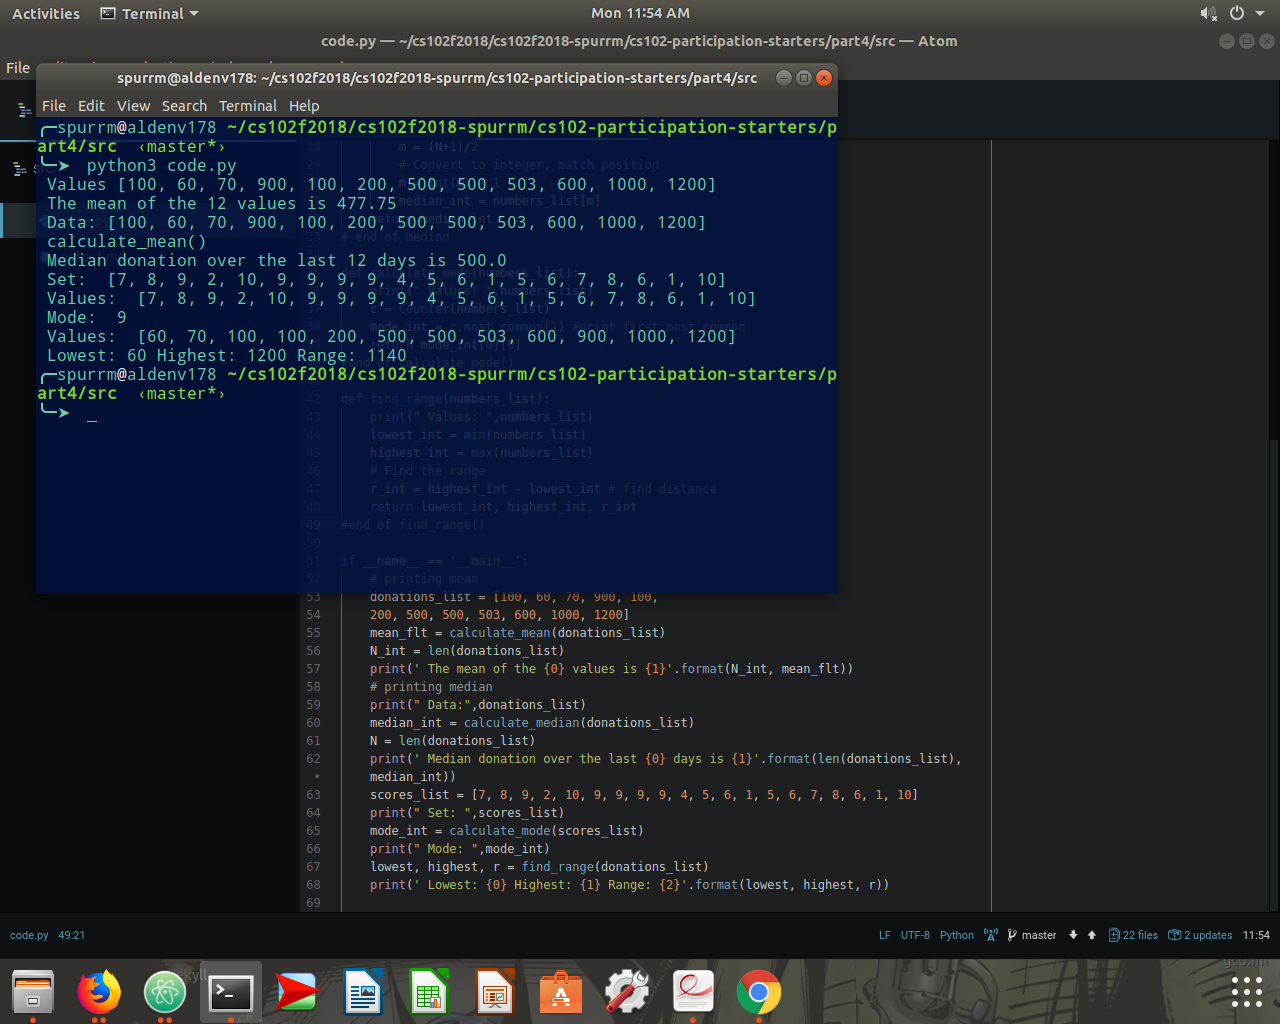 Activities Terminal Mon 11:54 AM
code.py — ~/cs102f2018/cs102f2018-spurrm/cs102-participation-starters/part4/src — Atom
File
spurrm@aldenv178: ~/cs102f2018/cs102f2018-spurrm/cs102-participation-starters/part4/src
File Edit View Search Terminal Help
╭─spurrm@aldenv178 ~/cs102f2018/cs102f2018-spurrm/cs102-participation-starters/p
art4/src ‹master*›
╰─➤ python3 code.py
Values [100, 60, 70, 900, 100, 200, 500, 500, 503, 600, 1000, 1200]
The mean of the 12 values is 477.75
Data: [100, 60, 70, 900, 100, 200, 500, 500, 503, 600, 1000, 1200]
calculate_mean()
Median donation over the last 12 days is 500.0
Set: [7, 8, 9, 2, 10, 9, 9, 9, 9, 4, 5, 6, 1, 5, 6, 7, 8, 6, 1, 10]
Values: [7, 8, 9, 2, 10, 9, 9, 9, 9, 4, 5, 6, 1, 5, 6, 7, 8, 6, 1, 10]
Mode: 9
Values: [60, 70, 100, 100, 200, 500, 500, 503, 600, 900, 1000, 1200]
Lowest: 60 Highest: 1200 Range: 1140
╭─spurrm@aldenv178 ~/cs102f2018/cs102f2018-spurrm/cs102-participation-starters/p
art4/src ‹master*›
╰─➤ _
28 m = (N+1)/2
29 # Convert to integer, match position
median_int = numbers_list[m]
33 # end of median
42 def find_range(numbers_list):
43 print(" Values: ",numbers_list)
44 lowest_int = min(numbers_list)
45 highest_int = max(numbers_list)
46 # Find the range
47 r_int = highest_int - lowest_int # find distance
48 return lowest_int, highest_int, r_int
49 #end of find_range()
50
51 if __name__ == '__main__':
52 # printing mean
53 donations_list = [100, 60, 70, 900, 100,
54 200, 500, 500, 503, 600, 1000, 1200]
55 mean_flt = calculate_mean(donations_list)
56 N_int = len(donations_list)
57 print(' The mean of the {0} values is {1}'.format(N_int, mean_flt))
58 # printing median
59 print(" Data:",donations_list)
60 median_int = calculate_median(donations_list)
61 N = len(donations_list)
62 print(' Median donation over the last {0} days is {1}'.format(len(donations_list),
• median_int))
63 scores_list = [7, 8, 9, 2, 10, 9, 9, 9, 9, 4, 5, 6, 1, 5, 6, 7, 8, 6, 1, 10]
64 print(" Set: ",scores_list)
65 mode_int = calculate_mode(scores_list)
66 print(" Mode: ",mode_int)
67 lowest, highest, r = find_range(donations_list)
68 print(' Lowest: {0} Highest: {1} Range: {2}'.format(lowest, highest, r))
69
code.py 49:21 LF UTF-8 Python master 22 files 2 updates 11:54